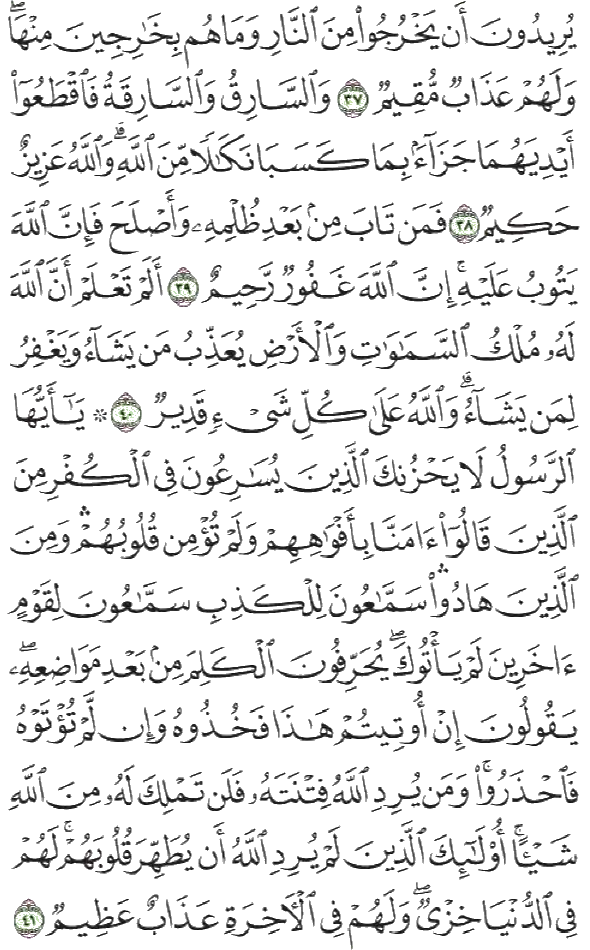 يُرِيدُونَ أَن يَخْرُجُوا۟ مِنَ ٱلنَّارِ وَمَا هُم بِخَـٰرِجِينَ مِنْهَا ۖ
وَلَهُمْ عَذَابٌ مُّقِيمٌ ٣٧ وَٱلسَّارِقُ وَٱلسَّارِقَةُ فَٱقْطَعُوٓا۟
أَيْدِيَهُمَا جَزَآءًۢ بِمَا كَسَبَا نَكَـٰلًا مِّنَ ٱللَّهِ ۗ وَٱللَّهُ عَزِيزٌ
حَكِيمٌ ٣٨ فَمَن تَابَ مِنۢ بَعْدِ ظُلْمِهِۦ وَأَصْلَحَ فَإِنَّ ٱللَّهَ
يَتُوبُ عَلَيْهِ ۗ إِنَّ ٱللَّهَ غَفُورٌ رَّحِيمٌ ٣٩ أَلَمْ تَعْلَمْ أَنَّ ٱللَّهَ
لَهُۥ مُلْكُ ٱلسَّمَـٰوَٰتِ وَٱلْأَرْضِ يُعَذِّبُ مَن يَشَآءُ وَيَغْفِرُ
لِمَن يَشَآءُ ۗ وَٱللَّهُ عَلَىٰ كُلِّ شَىْءٍ قَدِيرٌ ٤٠ ۞ يَـٰٓأَيُّهَا
ٱلرَّسُولُ لَا يَحْزُنكَ ٱلَّذِينَ يُسَـٰرِعُونَ فِى ٱلْكُفْرِ مِنَ
ٱلَّذِينَ قَالُوٓا۟ ءَامَنَّا بِأَفْوَٰهِهِمْ وَلَمْ تُؤْمِن قُلُوبُهُمْ ۛ وَمِنَ
ٱلَّذِينَ هَادُوا۟ ۛ سَمَّـٰعُونَ لِلْكَذِبِ سَمَّـٰعُونَ لِقَوْمٍ
ءَاخَرِينَ لَمْ يَأْتُوكَ ۖ يُحَرِّفُونَ ٱلْكَلِمَ مِنۢ بَعْدِ مَوَاضِعِهِۦ ۖ
يَقُولُونَ إِنْ أُوتِيتُمْ هَـٰذَا فَخُذُوهُ وَإِن لَّمْ تُؤْتَوْهُ
فَٱحْذَرُوا۟ ۚ وَمَن يُرِدِ ٱللَّهُ فِتْنَتَهُۥ فَلَن تَمْلِكَ لَهُۥ مِنَ ٱللَّهِ
شَيْـًٔا ۚ أُو۟لَـٰٓئِكَ ٱلَّذِينَ لَمْ يُرِدِ ٱللَّهُ أَن يُطَهِّرَ قُلُوبَهُمْ ۚ لَهُمْ
فِى ٱلدُّنْيَا خِزْىٌ ۖ وَلَهُمْ فِى ٱلْـَٔاخِرَةِ عَذَابٌ عَظِيمٌ ٤١